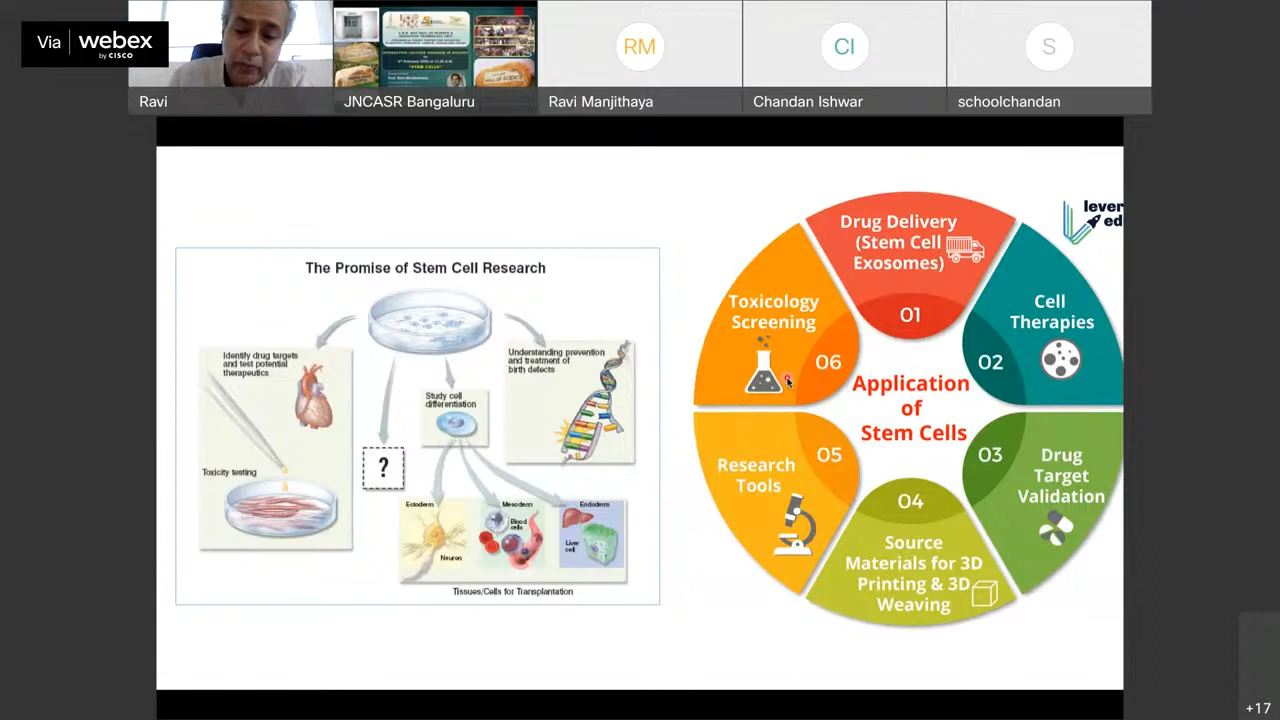 Via webex
by CISCO
RM
CI
S
Ravi
JNCASR Bangaluru
Ravi Manjithaya
Chandan Ishwar
schoolchandan
"STEM CELLS"
The Promise of Stem Cell Research
Identify drug targets
and test potential
therapeutics
Toxicity testing
?
Study cell
differentiation
Understanding prevention
and treatment of
birth defects
Ectoderm
Mesoderm
Endoderm
Neuron
Blood
cells
Liver
cell
Tissues/Cells for Transplantation
lever
ed
Drug Delivery
(Stem Cell
Exosomes)
01
Cell
Therapies
02
Drug
Target
Validation
03
Source
Materials for 3D
Printing & 3D
Weaving
04
Research
Tools
05
Toxicology
Screening
06
Application
of
Stem Cells
+17